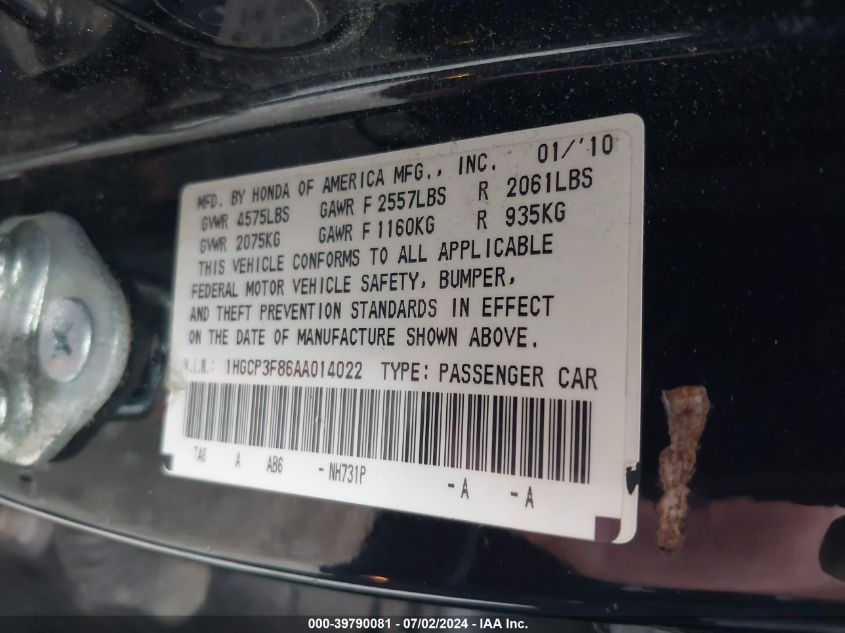 MFD. BY HONDA OF AMERICA MFG., INC. 01/'10
GVWR 4575LBS GAWR F 2557LBS R 2061LBS
GVWR 2075KG GAWR F 1160KG R 935KG
THIS VEHICLE CONFORMS TO ALL APPLICABLE
FEDERAL MOTOR VEHICLE SAFETY, BUMPER,
AND THEFT PREVENTION STANDARDS IN EFFECT
ON THE DATE OF MANUFACTURE SHOWN ABOVE.
V.I.N.: 1HGCP3F86AA014022 TYPE: PASSENGER CAR
TA6 A AB6 - NH731P - A - A
000-39790081 - 07/02/2024 - IAA Inc.